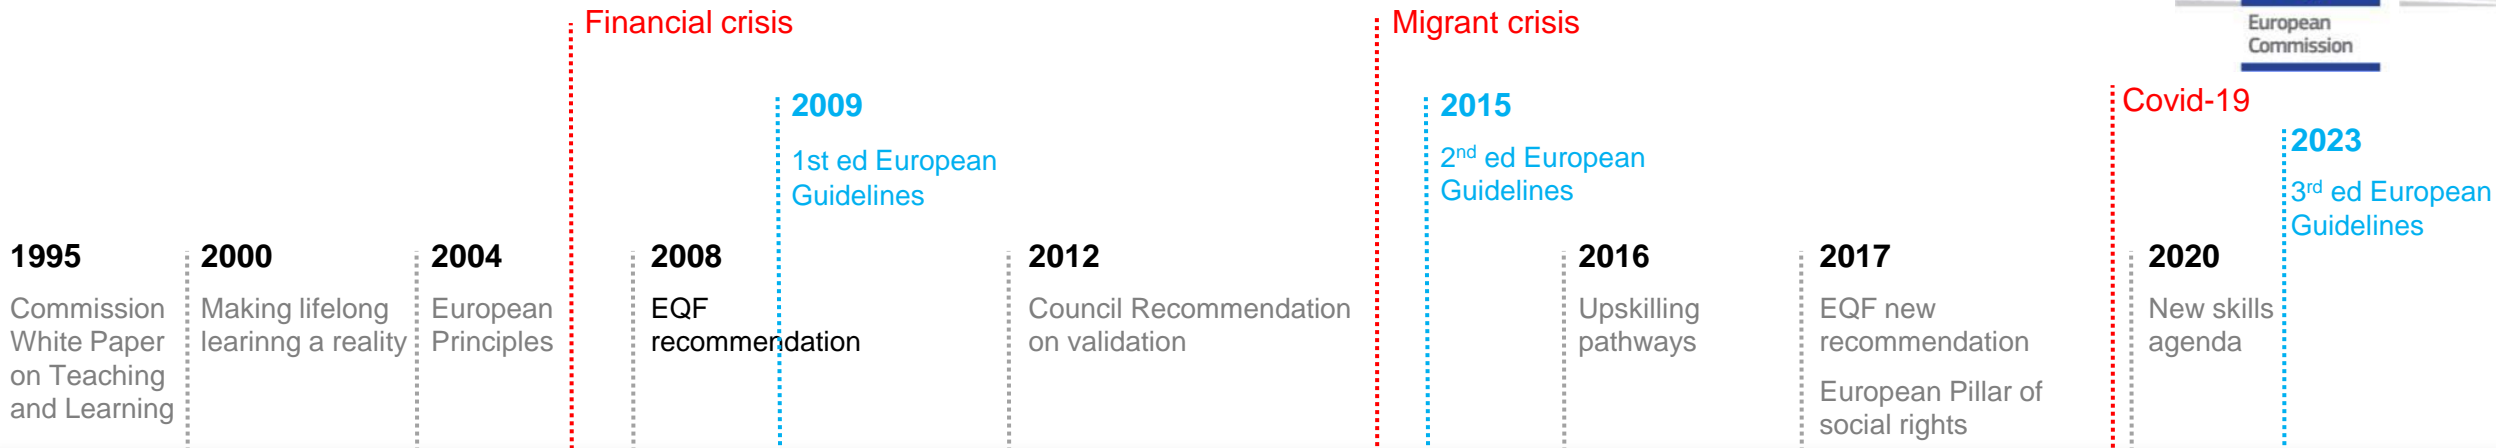 Financial crisis
Migrant crisis
European
Commission
Covid-19
2009
1st ed European
Guidelines
2015
2nd ed European
Guidelines
2023
3rd ed European
Guidelines
1995
Commission
White Paper
on Teaching
and Learning
2000
Making lifelong
learinng a reality
2004
European
Principles
2008
EQF
recommendation
2012
Council Recommendation
on validation
2016
Upskilling
pathways
2017
EQF new
recommendation
European Pillar of
social rights
2020
New skills
agenda